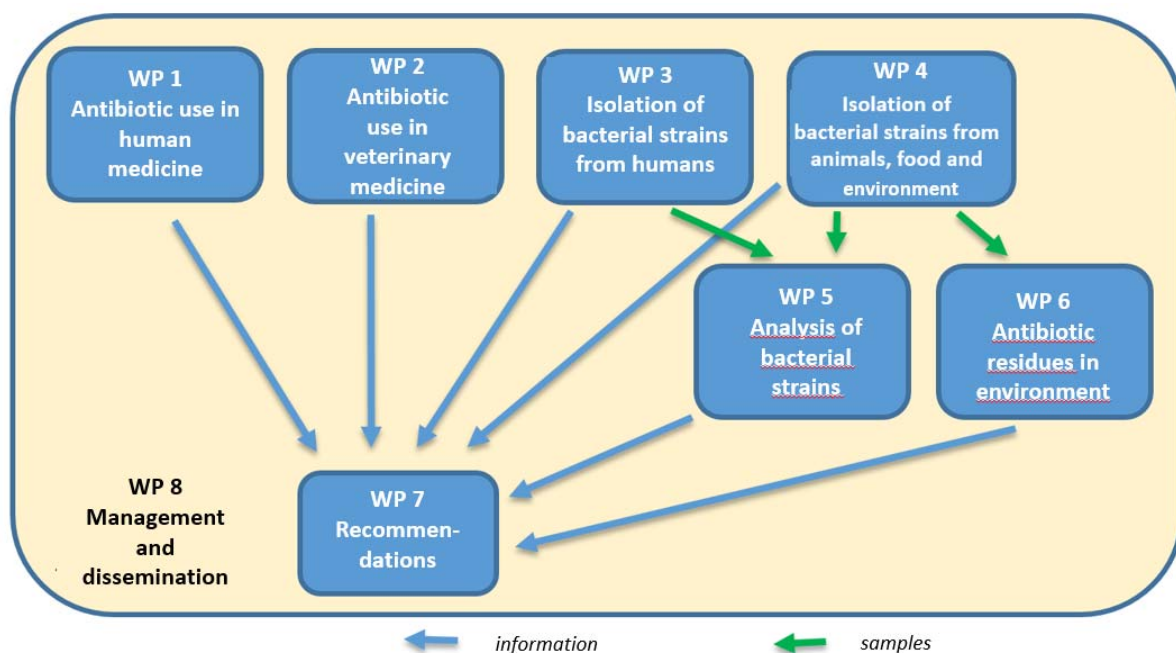 WP 1
Antibiotic use in
human
medicine
WP 2
Antibiotic
use in
veterinary
medicine
WP 3
Isolation of
bacterial strains
from humans
WP 4
Isolation of
bacterial strains from
animals, food and
environment
WP 5
Analysis of
bacterial
strains
WP 6
Antibiotic
residues in
environment
WP 7
Recommen-
dations
WP 8
Management
and
dissemination
information
samples